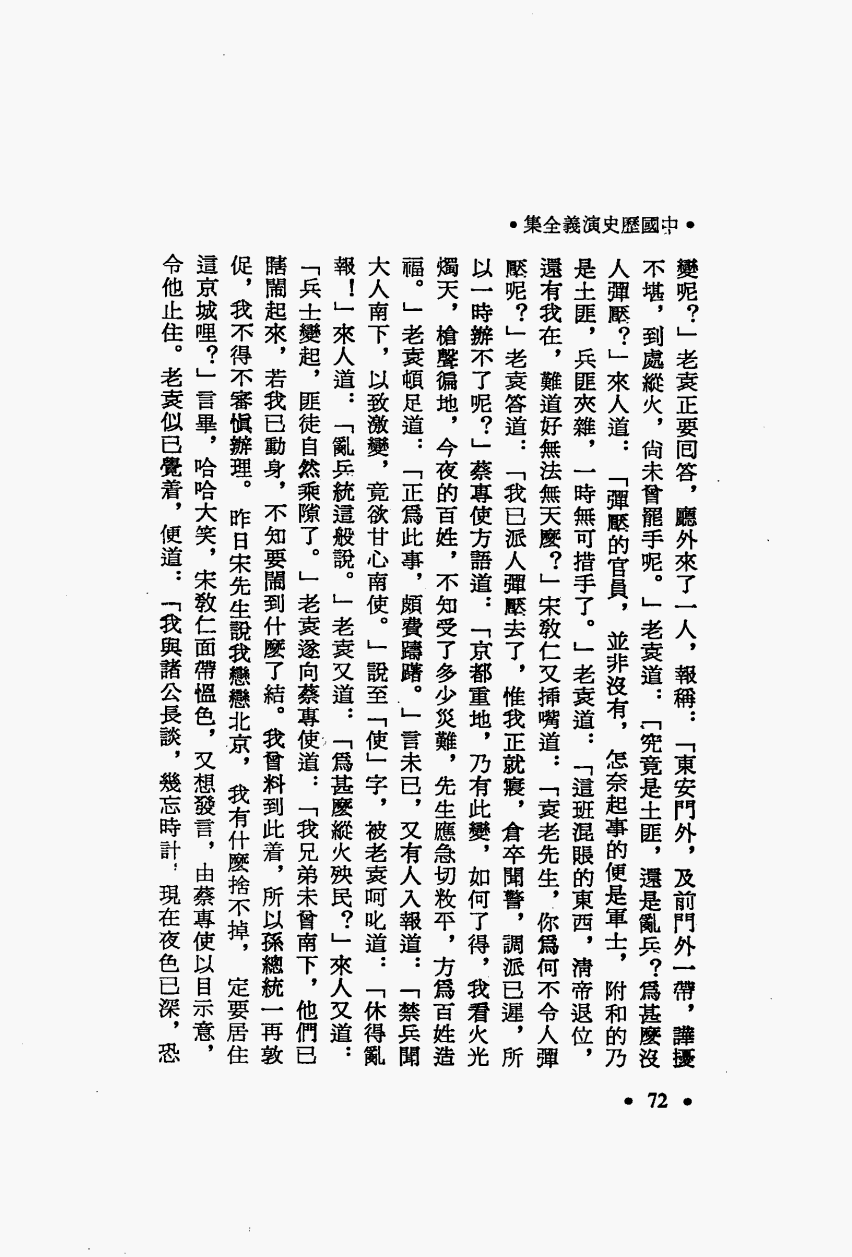 •中國歷史演義全集•
變呢？」老袁正要回答，廳外來了一人，報稱：「東安門外，及前門外一帶，譁擾
不堪，到處縱火，尙未曾罷手呢。」老袁道：「究竟是土匪，還是亂兵？爲甚麼沒
人彈壓？」來人道：「彈壓的官員，並非沒有，怎奈起事的便是軍士，附和的乃
是土匪，兵匪夾雜，一時無可措手了。」老袁道：「這班混眼的東西，清帝退位，
還有我在，難道好無法無天麼？」宋敎仁又揷嘴道：「袁老先生，你爲何不令人彈
壓呢？」老袁答道：「我已派人彈壓去了，惟我正就寢，倉卒聞警，調派已遲，所
以一時辦不了呢？」蔡專使方語道：「京都重地，乃有此變，如何了得，我看火光
燭天，槍聲徧地，今夜的百姓，不知受了多少災難，先生應急切敉平，方爲百姓造
福。」老袁頓足道：「正爲此事，頗費躊躇。」言未已，又有人入報道：「禁兵聞
大人南下，以致激變，竟欲甘心南使。」說至「使」字，被老袁呵叱道：「休得亂
報！」來人道：「亂兵統這般說。」老袁又道：「爲甚麼縱火殃民？」來人又道：
「兵士變起，匪徒自然乘隙了。」老袁遂向蔡專使道：「我兄弟未曾南下，他們已
瞎鬧起來，若我已動身，不知要鬧到什麼了結。我曾料到此着，所以孫總統一再敦
促，我不得不審愼辦理。昨日宋先生說我戀戀北京，我有什麼捨不掉，定要居住
這京城哩？」言畢，哈哈大笑，宋敎仁面帶慍色，又想發言，由蔡專使以目示意，
令他止住。老袁似已覺着，便道：「我與諸公長談，幾忘時計，現在夜色已深，恐
• 72 •